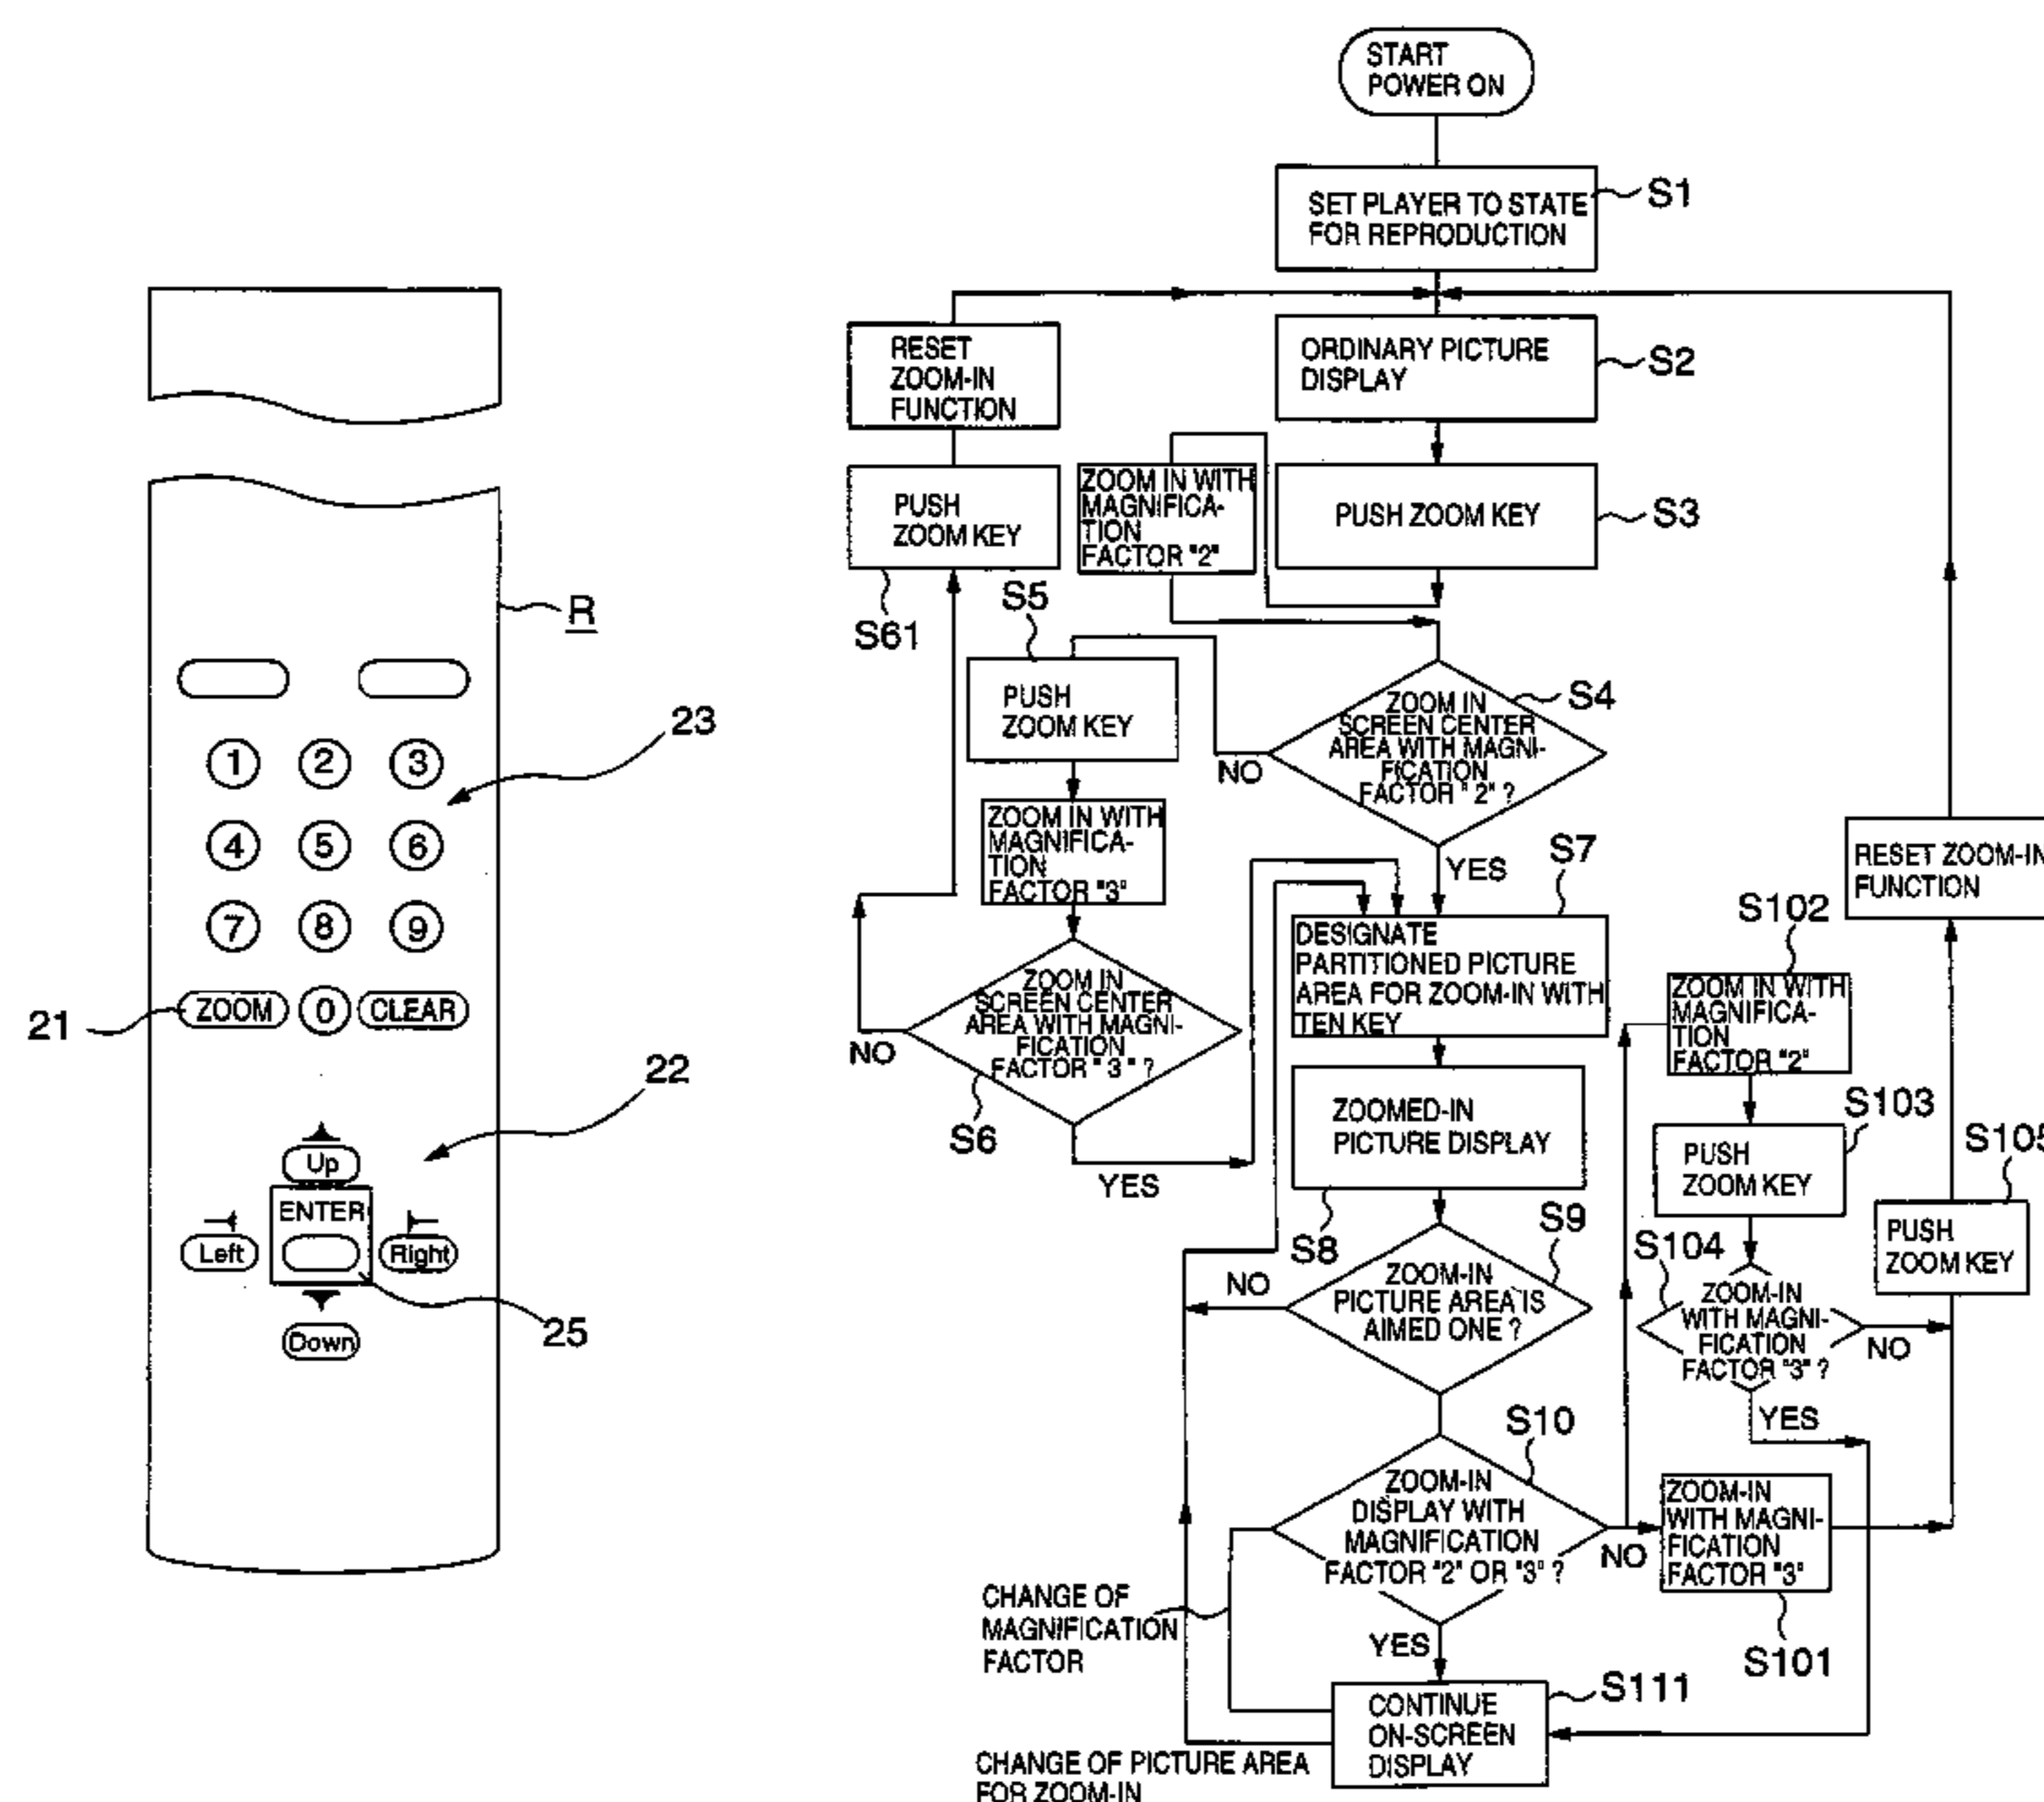 R
23
1
2
3
4
5
6
7
8
9
21
ZOOM
0
CLEAR
22
Up
ENTER
Left
Right
25
Down
START
POWER ON
SET PLAYER TO STATE
FOR REPRODUCTION
S1
RESET
ZOOM-IN
FUNCTION
ORDINARY PICTURE
DISPLAY
S2
PUSH
ZOOM KEY
S61
ZOOM IN WITH
MAGNIFICA-
TION
FACTOR "2"
PUSH ZOOM KEY
S3
S5
PUSH
ZOOM KEY
ZOOM IN
SCREEN CENTER
AREA WITH MAGNI-
FICATION
FACTOR "2" ?
S4
NO
YES
ZOOM IN WITH
MAGNIFICA-
TION
FACTOR "3"
ZOOM IN
SCREEN CENTER
AREA WITH MAGNI-
FICATION
FACTOR "3" ?
NO
S6
YES
S7
DESIGNATE
PARTITIONED PICTURE
AREA FOR ZOOM-IN WITH
TEN KEY
ZOOMED-IN
PICTURE DISPLAY
S8
S9
ZOOM-IN
PICTURE AREA IS
AIMED ONE ?
NO
S10
ZOOM-IN
DISPLAY WITH
MAGNIFICATION
FACTOR "2" OR "3" ?
NO
YES
CHANGE OF
MAGNIFICATION
FACTOR
S111
CONTINUE
ON-SCREEN
DISPLAY
CHANGE OF PICTURE AREA
FOR ZOOM-IN
RESET ZOOM-IN
FUNCTION
S102
ZOOM IN WITH
MAGNIFICA-
TION
FACTOR "2"
S103
PUSH
ZOOM KEY
S105
PUSH
ZOOM KEY
S104
ZOOM-IN
WITH MAGNI-
FICATION
FACTOR "3" ?
NO
YES
ZOOM-IN
WITH MAGNI-
FICATION
FACTOR "3"
S101